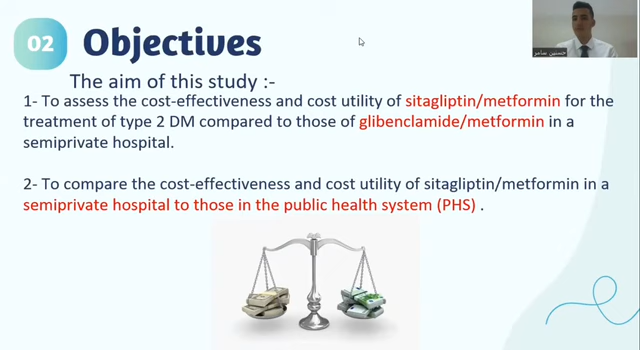 02 Objectives
The aim of this study :-
1- To assess the cost-effectiveness and cost utility of sitagliptin/metformin for the
treatment of type 2 DM compared to those of glibenclamide/metformin in a
semiprivate hospital.
2- To compare the cost-effectiveness and cost utility of sitagliptin/metformin in a
semiprivate hospital to those in the public health system (PHS) .
حسنين سامر